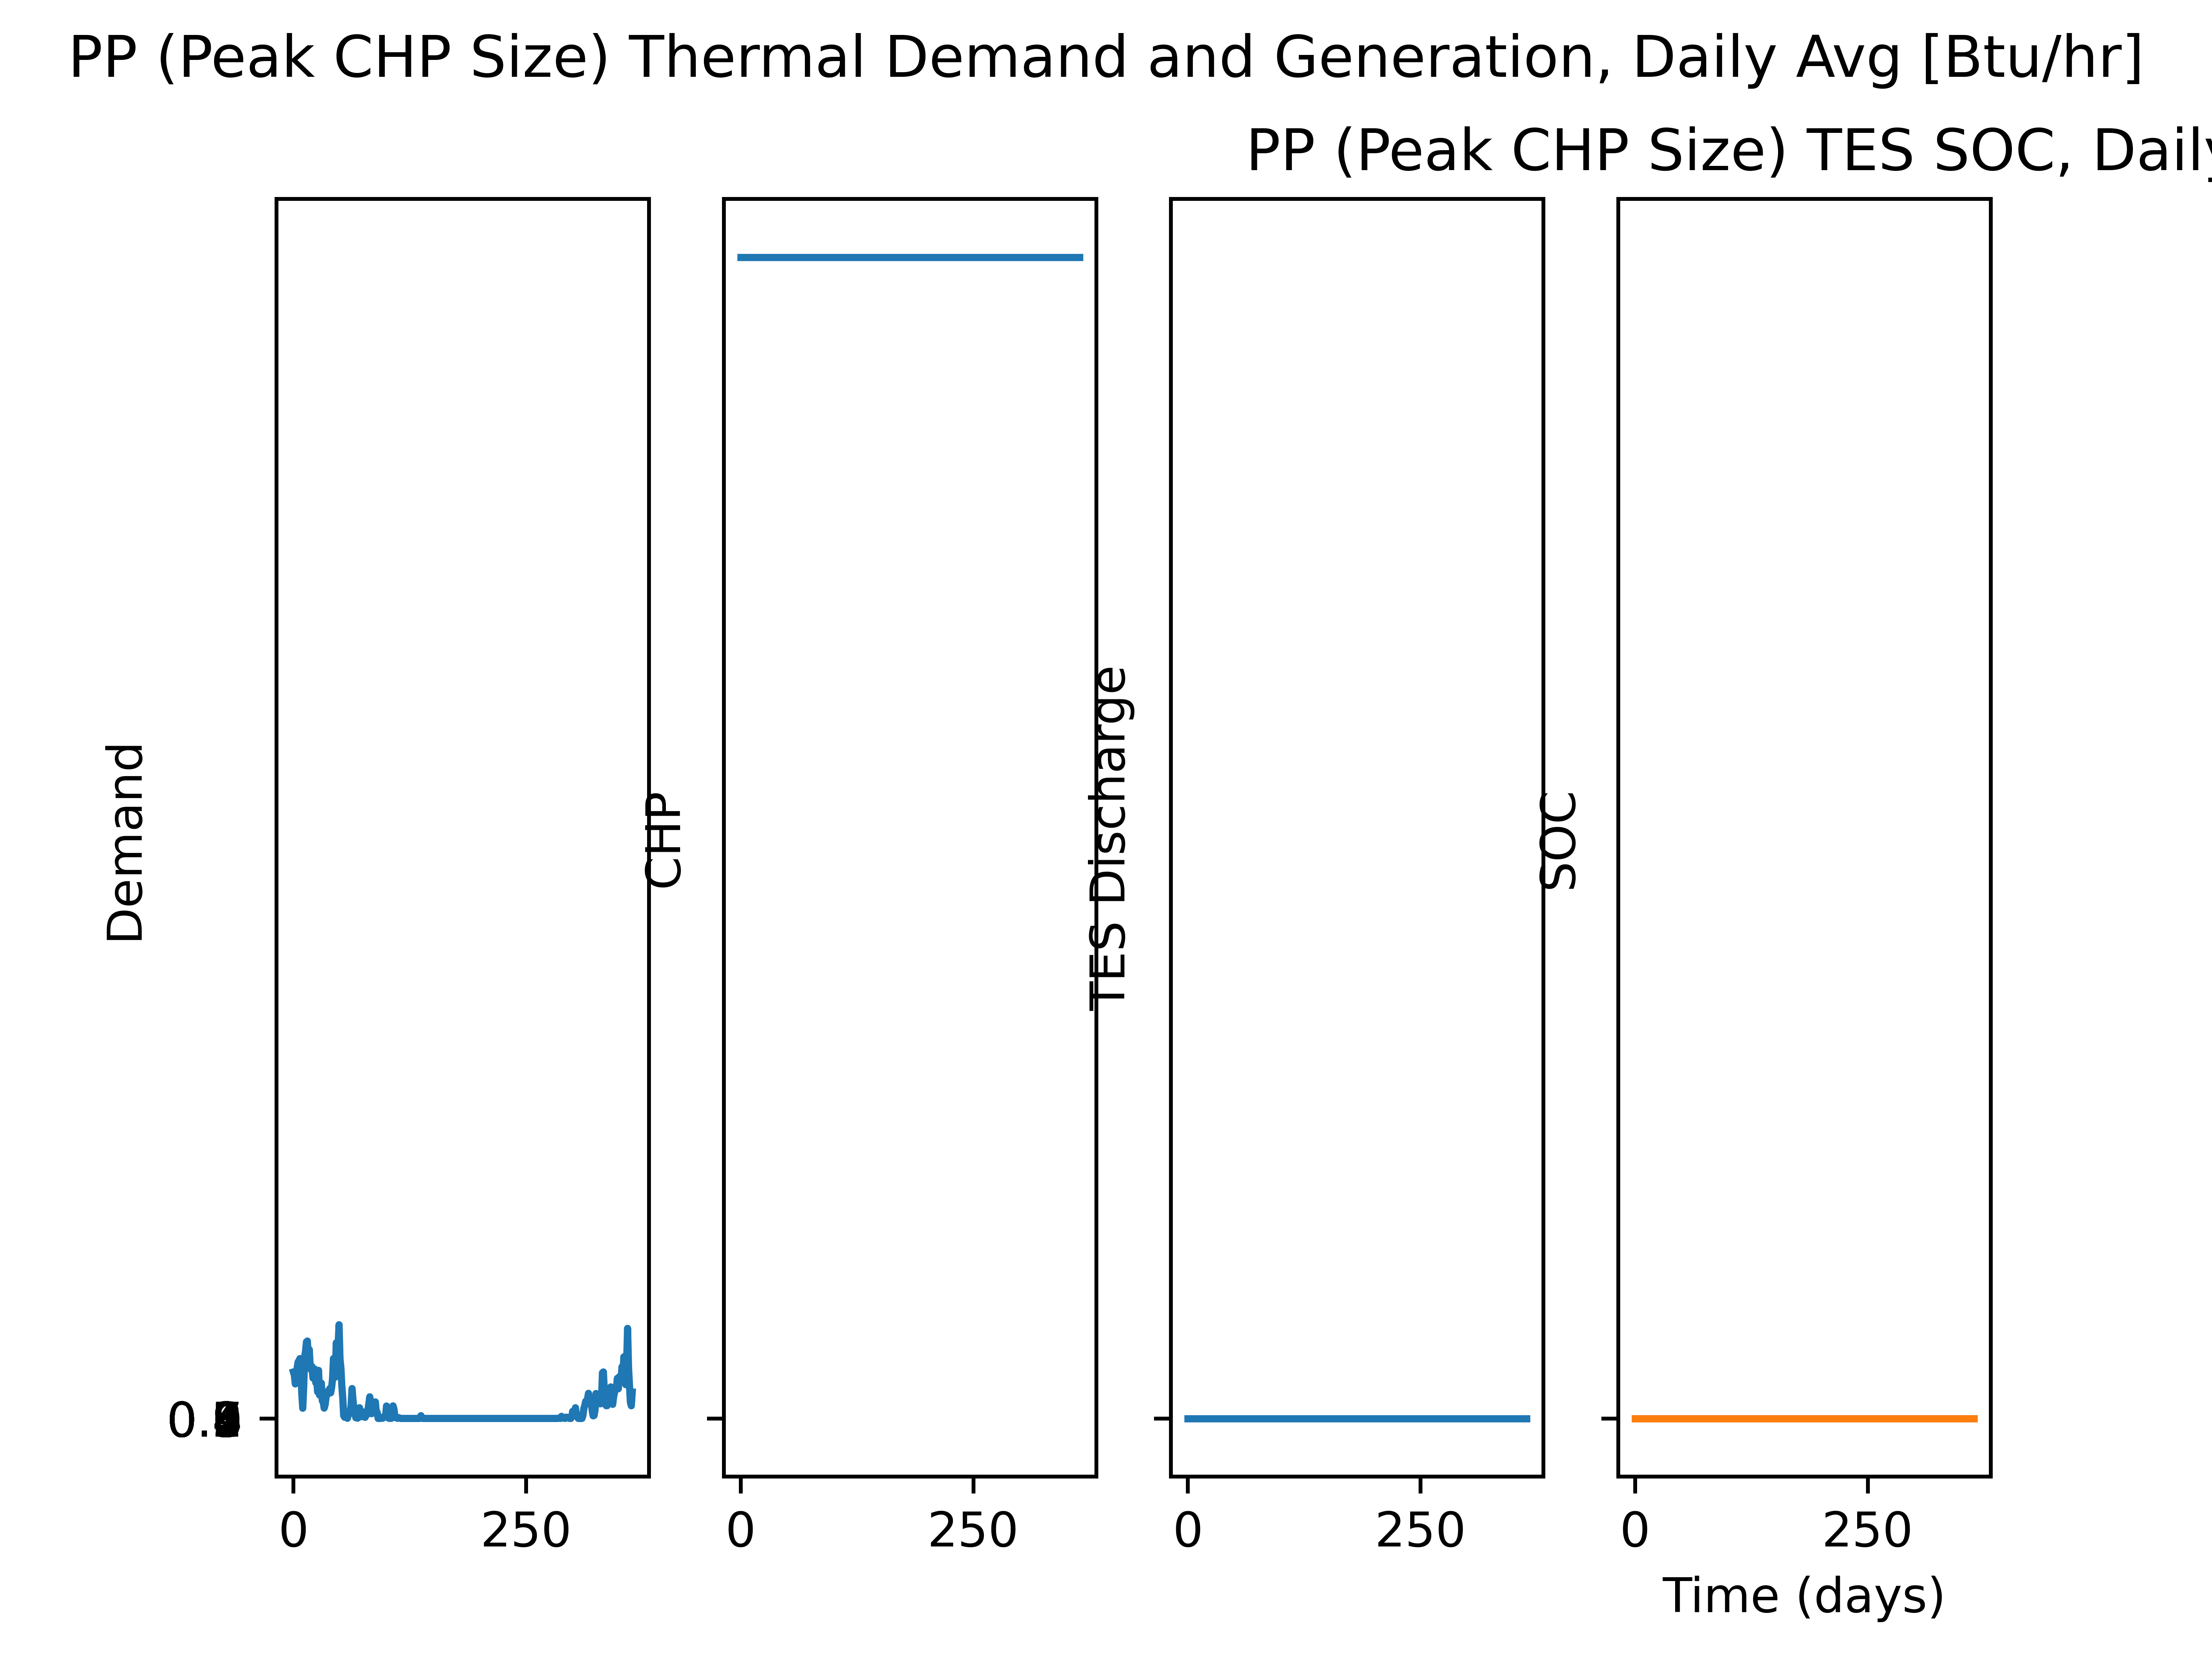 PP (Peak CHP Size) Thermal Demand and Generation, Daily Avg [Btu/hr]
PP (Peak CHP Size) TES SOC, Daily
Demand
CHP
TES Discharge
SOC
0 250
0 250
0 250
0 250
Time (days)